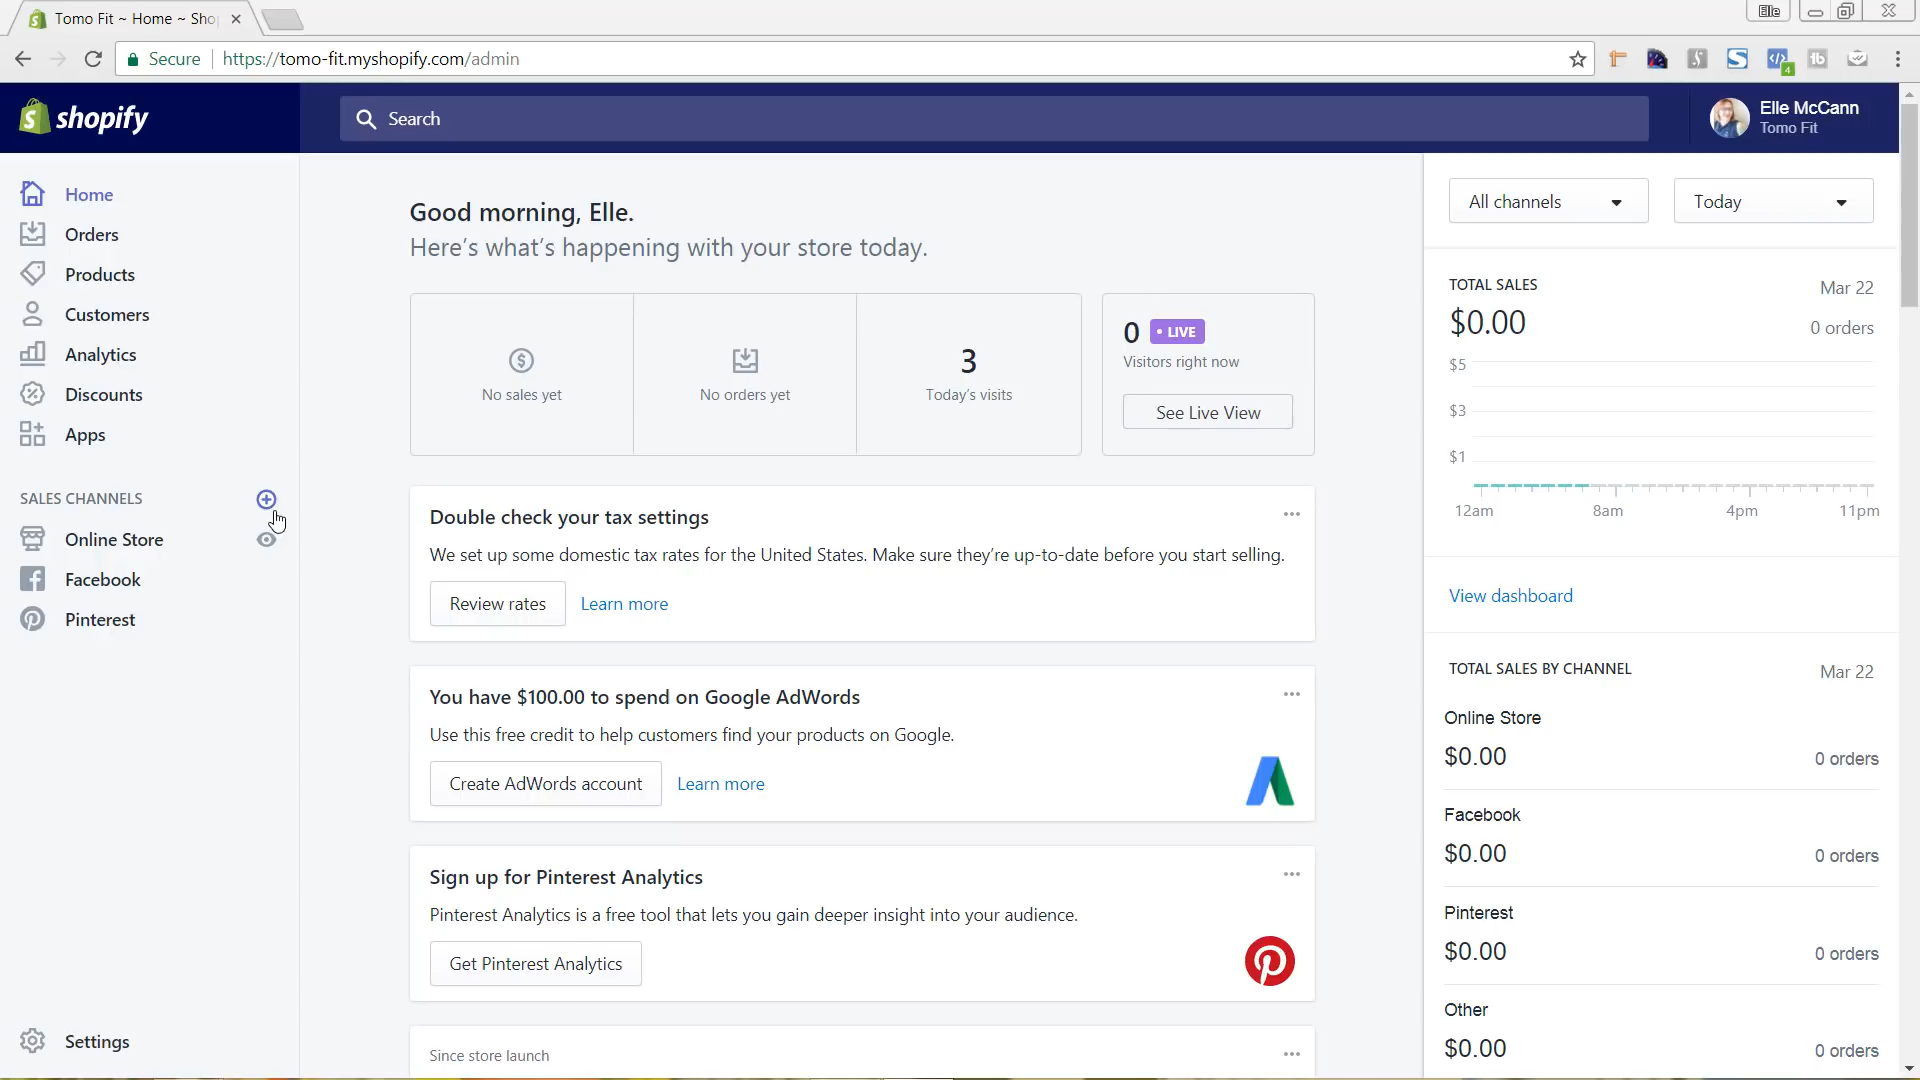 Tomo Fit ~ Home ~ Sho
Elle
Secure
https://tomo-fit.myshopify.com/admin
4
shopify
Search
Elle McCann
Tomo Fit
Home
Orders
Products
Customers
Analytics
Discounts
Apps
SALES CHANNELS
Online Store
Facebook
Pinterest
Settings
Good morning, Elle.
Here's what's happening with your store today.
No sales yet
No orders yet
3
Today's visits
0 • LIVE
Visitors right now
See Live View
Double check your tax settings
We set up some domestic tax rates for the United States. Make sure they're up-to-date before you start selling.
Review rates
Learn more
You have $100.00 to spend on Google AdWords
Use this free credit to help customers find your products on Google.
Create AdWords account
Learn more
Sign up for Pinterest Analytics
Pinterest Analytics is a free tool that lets you gain deeper insight into your audience.
Get Pinterest Analytics
Since store launch
All channels
Today
TOTAL SALES
Mar 22
$0.00
0 orders
$5
$3
$1
12am 8am 4pm 11pm
View dashboard
TOTAL SALES BY CHANNEL
Mar 22
Online Store
$0.00
0 orders
Facebook
$0.00
0 orders
Pinterest
$0.00
0 orders
Other
$0.00
0 orders